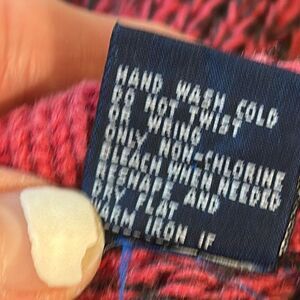 HAND WASH COLD
DO NOT TWIST
OR WRING
ONLY NON-CHLORINE
BLEACH WHEN NEEDED
RESHAPE AND
DRY FLAT
WARM IRON IF